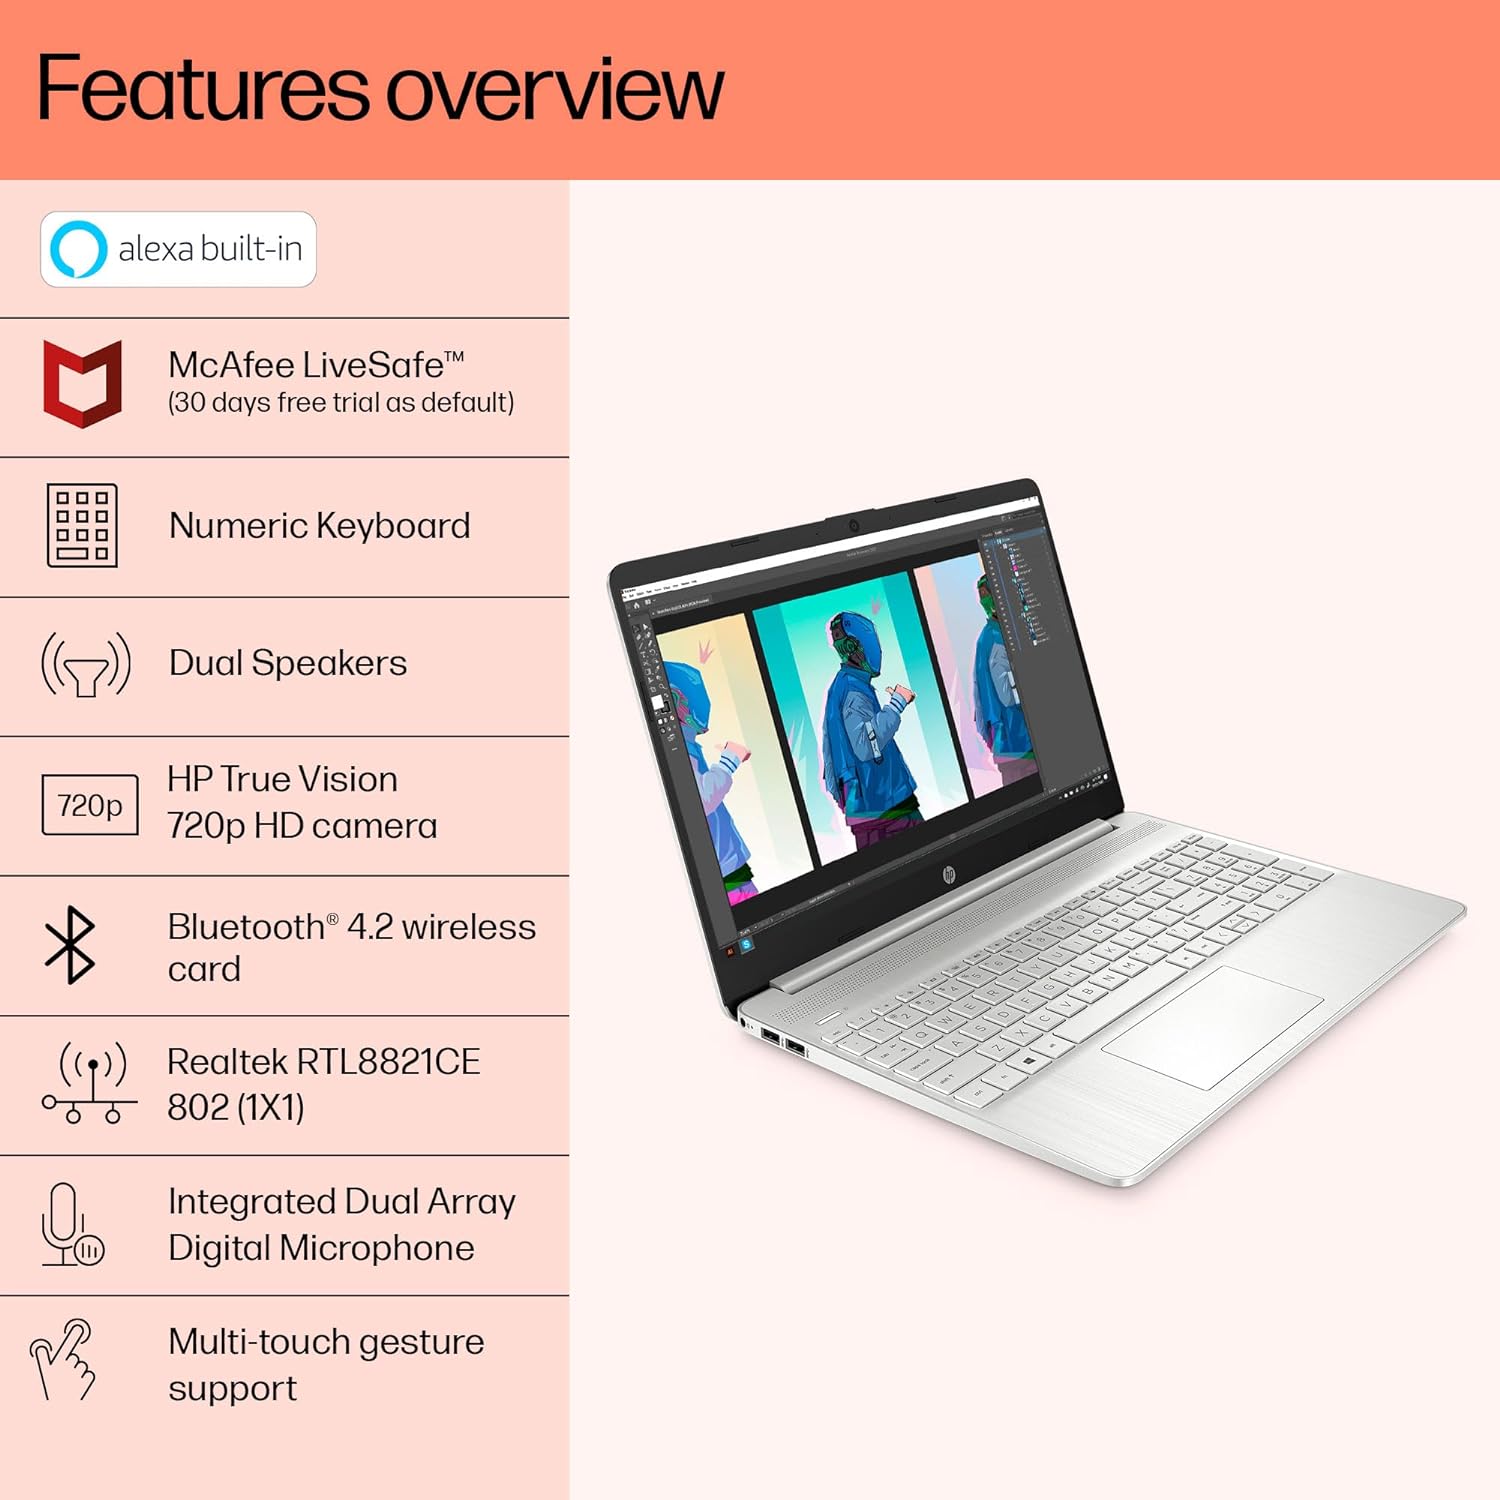 Features overview
alexa built-in
McAfee LiveSafe™
(30 days free trial as default)
Numeric Keyboard
Dual Speakers
720p
HP True Vision
720p HD camera
Bluetooth® 4.2 wireless
card
Realtek RTL8821CE
802 (1X1)
Integrated Dual Array
Digital Microphone
Multi-touch gesture
support
hp